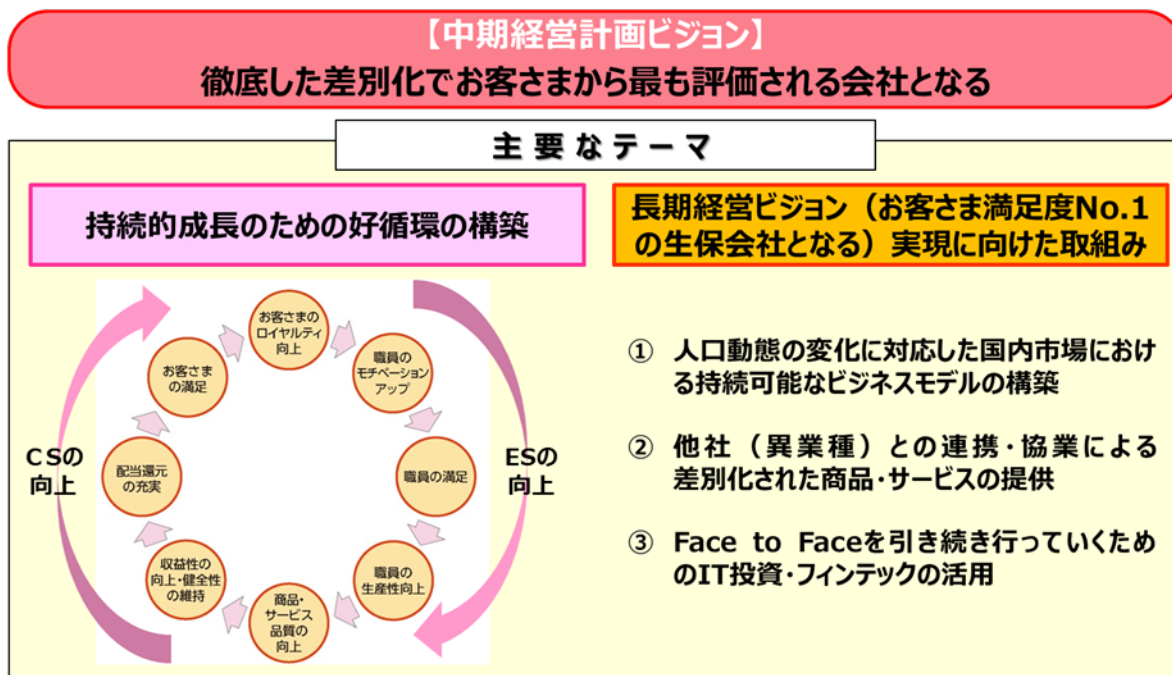 【中期経営計画ビジョン】
徹底した差別化でお客さまから最も評価される会社となる
主要なテーマ
持続的成長のための好循環の構築
お客さまの
ロイヤルティ
向上
職員の
モチベーション
アップ
職員の満足
職員の
生産性向上
商品・
サービス
品質の
向上
収益性の
向上・健全性
の維持
配当還元
の充実
お客さま
の満足
CSの
向上
ESの
向上
長期経営ビジョン（お客さま満足度No.1
の生保会社となる）実現に向けた取組み
① 人口動態の変化に対応した国内市場におけ
る持続可能なビジネスモデルの構築
② 他社（異業種）との連携・協業による
差別化された商品・サービスの提供
③ Face to Faceを引き続き行っていくため
のIT投資・フィンテックの活用